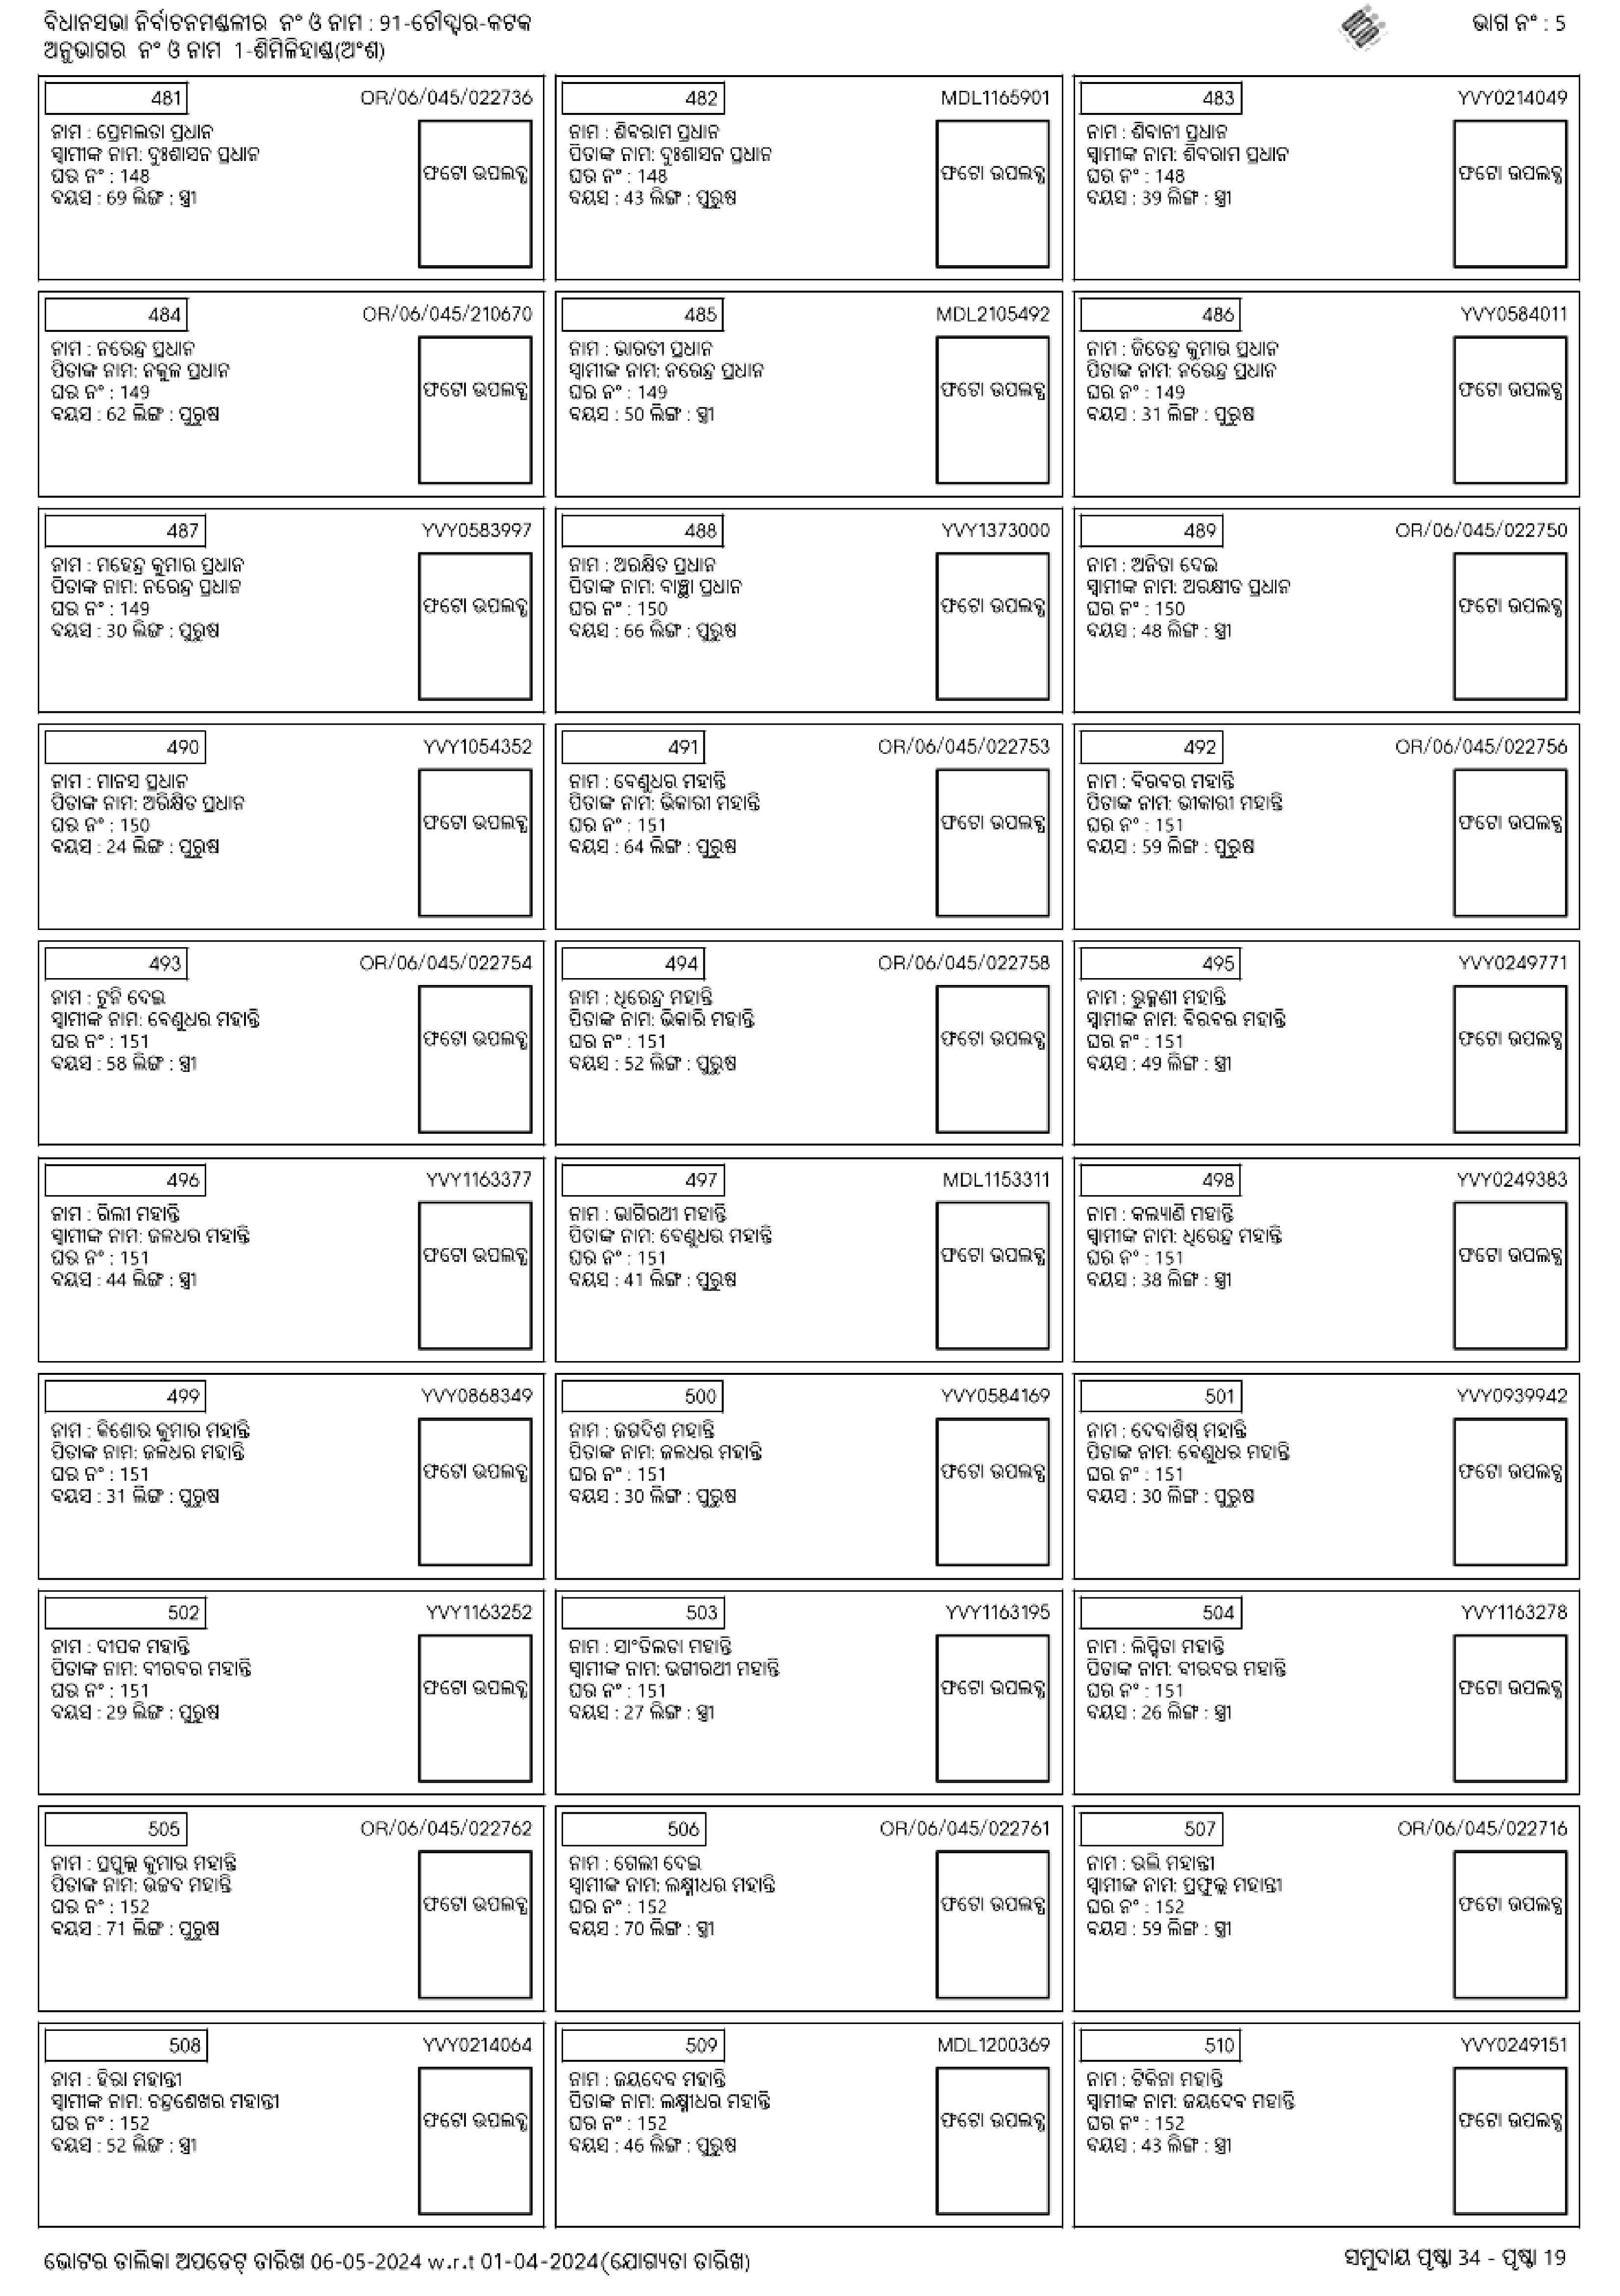 ବିଧାନସଭା ନିର୍ବାଚନମଣ୍ଡଳୀର ନଂ ଓ ନାମ : 91-ଚୌଦ୍ୱାର-କଟକ
ଭାଗ ନଂ : 5
ଅନୁଭାଗର ନଂ ଓ ନାମ 1-ଶିମିଳିହାଣ୍ଡ(ଅଂଶ)
481 OR/06/045/022736
ନାମ : ପ୍ରେମଲତା ପ୍ରଧାନ
ସ୍ୱାମୀଙ୍କ ନାମ: ଦୁଃଶାସନ ପ୍ରଧାନ
ଘର ନଂ : 148
ବୟସ : 69 ଲିଙ୍ଗ : ସ୍ତ୍ରୀ
ଫଟୋ ଉପଲବ୍ଧ
482 MDL1165901
ନାମ : ଶିବରାମ ପ୍ରଧାନ
ପିତାଙ୍କ ନାମ: ଦୁଃଶାସନ ପ୍ରଧାନ
ଘର ନଂ : 148
ବୟସ : 43 ଲିଙ୍ଗ : ପୁରୁଷ
ଫଟୋ ଉପଲବ୍ଧ
483 YVY0214049
ନାମ : ଶିବାନୀ ପ୍ରଧାନ
ସ୍ୱାମୀଙ୍କ ନାମ: ଶିବରାମ ପ୍ରଧାନ
ଘର ନଂ : 148
ବୟସ : 39 ଲିଙ୍ଗ : ସ୍ତ୍ରୀ
ଫଟୋ ଉପଲବ୍ଧ
484 OR/06/045/210670
ନାମ : ନରେନ୍ଦ୍ର ପ୍ରଧାନ
ପିତାଙ୍କ ନାମ: ନକୁଳ ପ୍ରଧାନ
ଘର ନଂ : 149
ବୟସ : 62 ଲିଙ୍ଗ : ପୁରୁଷ
ଫଟୋ ଉପଲବ୍ଧ
485 MDL2105492
ନାମ : ଭାରତୀ ପ୍ରଧାନ
ସ୍ୱାମୀଙ୍କ ନାମ: ନରେନ୍ଦ୍ର ପ୍ରଧାନ
ଘର ନଂ : 149
ବୟସ : 50 ଲିଙ୍ଗ : ସ୍ତ୍ରୀ
ଫଟୋ ଉପଲବ୍ଧ
486 YVY0584011
ନାମ : ଜିତେନ୍ଦ୍ର କୁମାର ପ୍ରଧାନ
ପିତାଙ୍କ ନାମ: ନରେନ୍ଦ୍ର ପ୍ରଧାନ
ଘର ନଂ : 149
ବୟସ : 31 ଲିଙ୍ଗ : ପୁରୁଷ
ଫଟୋ ଉପଲବ୍ଧ
487 YVY0583997
ନାମ : ମହେନ୍ଦ୍ର କୁମାର ପ୍ରଧାନ
ପିତାଙ୍କ ନାମ: ନରେନ୍ଦ୍ର ପ୍ରଧାନ
ଘର ନଂ : 149
ବୟସ : 30 ଲିଙ୍ଗ : ପୁରୁଷ
ଫଟୋ ଉପଲବ୍ଧ
488 YVY1373000
ନାମ : ଅରକ୍ଷିତ ପ୍ରଧାନ
ପିତାଙ୍କ ନାମ: ବାଞ୍ଛା ପ୍ରଧାନ
ଘର ନଂ : 150
ବୟସ : 66 ଲିଙ୍ଗ : ପୁରୁଷ
ଫଟୋ ଉପଲବ୍ଧ
489 OR/06/045/022750
ନାମ : ଅନିତା ଦେଇ
ସ୍ୱାମୀଙ୍କ ନାମ: ଅରକ୍ଷୀତ ପ୍ରଧାନ
ଘର ନଂ : 150
ବୟସ : 48 ଲିଙ୍ଗ : ସ୍ତ୍ରୀ
ଫଟୋ ଉପଲବ୍ଧ
490 YVY1054352
ନାମ : ମାନସ ପ୍ରଧାନ
ପିତାଙ୍କ ନାମ: ଅରିକ୍ଷିତ ପ୍ରଧାନ
ଘର ନଂ : 150
ବୟସ : 24 ଲିଙ୍ଗ : ପୁରୁଷ
ଫଟୋ ଉପଲବ୍ଧ
491 OR/06/045/022753
ନାମ : ବେଣୁଧର ମହାନ୍ତି
ପିତାଙ୍କ ନାମ: ଭିକାରୀ ମହାନ୍ତି
ଘର ନଂ : 151
ବୟସ : 64 ଲିଙ୍ଗ : ପୁରୁଷ
ଫଟୋ ଉପଲବ୍ଧ
492 OR/06/045/022756
ନାମ : ବିରବର ମହାନ୍ତି
ପିତାଙ୍କ ନାମ: ଭୀକାରୀ ମହାନ୍ତି
ଘର ନଂ : 151
ବୟସ : 59 ଲିଙ୍ଗ : ପୁରୁଷ
ଫଟୋ ଉପଲବ୍ଧ
493 OR/06/045/022754
ନାମ : ଟୁନି ଦେଇ
ସ୍ୱାମୀଙ୍କ ନାମ: ବେଣୁଧର ମହାନ୍ତି
ଘର ନଂ : 151
ବୟସ : 58 ଲିଙ୍ଗ : ସ୍ତ୍ରୀ
ଫଟୋ ଉପଲବ୍ଧ
494 OR/06/045/022758
ନାମ : ଧିରେନ୍ଦ୍ର ମହାନ୍ତି
ପିତାଙ୍କ ନାମ: ଭିକାରି ମହାନ୍ତି
ଘର ନଂ : 151
ବୟସ : 52 ଲିଙ୍ଗ : ପୁରୁଷ
ଫଟୋ ଉପଲବ୍ଧ
495 YVY0249771
ନାମ : ରୁକ୍ମଣୀ ମହାନ୍ତି
ସ୍ୱାମୀଙ୍କ ନାମ: ବିରବର ମହାନ୍ତି
ଘର ନଂ : 151
ବୟସ : 49 ଲିଙ୍ଗ : ସ୍ତ୍ରୀ
ଫଟୋ ଉପଲବ୍ଧ
496 YVY1163377
ନାମ : ଗିଲୀ ମହାନ୍ତି
ସ୍ୱାମୀଙ୍କ ନାମ: ଜଳଧର ମହାନ୍ତି
ଘର ନଂ : 151
ବୟସ : 44 ଲିଙ୍ଗ : ସ୍ତ୍ରୀ
ଫଟୋ ଉପଲବ୍ଧ
497 MDL1153311
ନାମ : ଭାଗିରଥୀ ମହାନ୍ତି
ପିତାଙ୍କ ନାମ: ବେଣୁଧର ମହାନ୍ତି
ଘର ନଂ : 151
ବୟସ : 41 ଲିଙ୍ଗ : ପୁରୁଷ
ଫଟୋ ଉପଲବ୍ଧ
498 YVY0249383
ନାମ : କଲ୍ୟାଣି ମହାନ୍ତି
ସ୍ୱାମୀଙ୍କ ନାମ: ଧିରେନ୍ଦ୍ର ମହାନ୍ତି
ଘର ନଂ : 151
ବୟସ : 38 ଲିଙ୍ଗ : ସ୍ତ୍ରୀ
ଫଟୋ ଉପଲବ୍ଧ
499 YVY0868349
ନାମ : କିଶୋର କୁମାର ମହାନ୍ତି
ପିତାଙ୍କ ନାମ: ଜଳଧର ମହାନ୍ତି
ଘର ନଂ : 151
ବୟସ : 31 ଲିଙ୍ଗ : ପୁରୁଷ
ଫଟୋ ଉପଲବ୍ଧ
500 YVY0584169
ନାମ : ଜଗଦିଶ ମହାନ୍ତି
ପିତାଙ୍କ ନାମ: ଜଳଧର ମହାନ୍ତି
ଘର ନଂ : 151
ବୟସ : 30 ଲିଙ୍ଗ : ପୁରୁଷ
ଫଟୋ ଉପଲବ୍ଧ
501 YVY0939942
ନାମ : ଦେବାଶିଷ୍ ମହାନ୍ତି
ପିତାଙ୍କ ନାମ: ବେଣୁଧର ମହାନ୍ତି
ଘର ନଂ : 151
ବୟସ : 30 ଲିଙ୍ଗ : ପୁରୁଷ
ଫଟୋ ଉପଲବ୍ଧ
502 YVY1163252
ନାମ : ଦୀପକ ମହାନ୍ତି
ପିତାଙ୍କ ନାମ: ବୀରବର ମହାନ୍ତି
ଘର ନଂ : 151
ବୟସ : 29 ଲିଙ୍ଗ : ପୁରୁଷ
ଫଟୋ ଉପଲବ୍ଧ
503 YVY1163195
ନାମ : ସାଂତିଲତା ମହାନ୍ତି
ସ୍ୱାମୀଙ୍କ ନାମ: ଭଗୀରଥୀ ମହାନ୍ତି
ଘର ନଂ : 151
ବୟସ : 27 ଲିଙ୍ଗ : ସ୍ତ୍ରୀ
ଫଟୋ ଉପଲବ୍ଧ
504 YVY1163278
ନାମ : ଲିପ୍ସିତା ମହାନ୍ତି
ପିତାଙ୍କ ନାମ: ବୀରବର ମହାନ୍ତି
ଘର ନଂ : 151
ବୟସ : 26 ଲିଙ୍ଗ : ସ୍ତ୍ରୀ
ଫଟୋ ଉପଲବ୍ଧ
505 OR/06/045/022762
ନାମ : ପ୍ରପୁଲ୍ଲ କୁମାର ମହାନ୍ତି
ପିତାଙ୍କ ନାମ: ଉଚ୍ଚବ ମହାନ୍ତି
ଘର ନଂ : 152
ବୟସ : 71 ଲିଙ୍ଗ : ପୁରୁଷ
ଫଟୋ ଉପଲବ୍ଧ
506 OR/06/045/022761
ନାମ : ଗେଲୀ ଦେଇ
ସ୍ୱାମୀଙ୍କ ନାମ: ଲକ୍ଷ୍ମୀଧର ମହାନ୍ତି
ଘର ନଂ : 152
ବୟସ : 70 ଲିଙ୍ଗ : ସ୍ତ୍ରୀ
ଫଟୋ ଉପଲବ୍ଧ
507 OR/06/045/022716
ନାମ : ଭଲି ମହାନ୍ତୀ
ସ୍ୱାମୀଙ୍କ ନାମ: ପ୍ରଫୁଲ୍ଲ ମହାନ୍ତୀ
ଘର ନଂ : 152
ବୟସ : 59 ଲିଙ୍ଗ : ସ୍ତ୍ରୀ
ଫଟୋ ଉପଲବ୍ଧ
508 YVY0214064
ନାମ : ହିରା ମହାନ୍ତୀ
ସ୍ୱାମୀଙ୍କ ନାମ: ଚନ୍ଦ୍ରଶେଖର ମହାନ୍ତୀ
ଘର ନଂ : 152
ବୟସ : 52 ଲିଙ୍ଗ : ସ୍ତ୍ରୀ
ଫଟୋ ଉପଲବ୍ଧ
509 MDL1200369
ନାମ : ଜୟଦେବ ମହାନ୍ତି
ପିତାଙ୍କ ନାମ: ଲକ୍ଷ୍ମୀଧର ମହାନ୍ତି
ଘର ନଂ : 152
ବୟସ : 46 ଲିଙ୍ଗ : ପୁରୁଷ
ଫଟୋ ଉପଲବ୍ଧ
510 YVY0249151
ନାମ : ଟିକିନା ମହାନ୍ତି
ସ୍ୱାମୀଙ୍କ ନାମ: ଜୟଦେବ ମହାନ୍ତି
ଘର ନଂ : 152
ବୟସ : 43 ଲିଙ୍ଗ : ସ୍ତ୍ରୀ
ଫଟୋ ଉପଲବ୍ଧ
ଭୋଟର ତାଲିକା ଅପଡେଟ୍ ତାରିଖ 06-05-2024 w.r.t 01-04-2024(ଯୋଗ୍ୟତା ତାରିଖ)
ସମୁଦାୟ ପୃଷ୍ଠା 34 - ପୃଷ୍ଠା 19